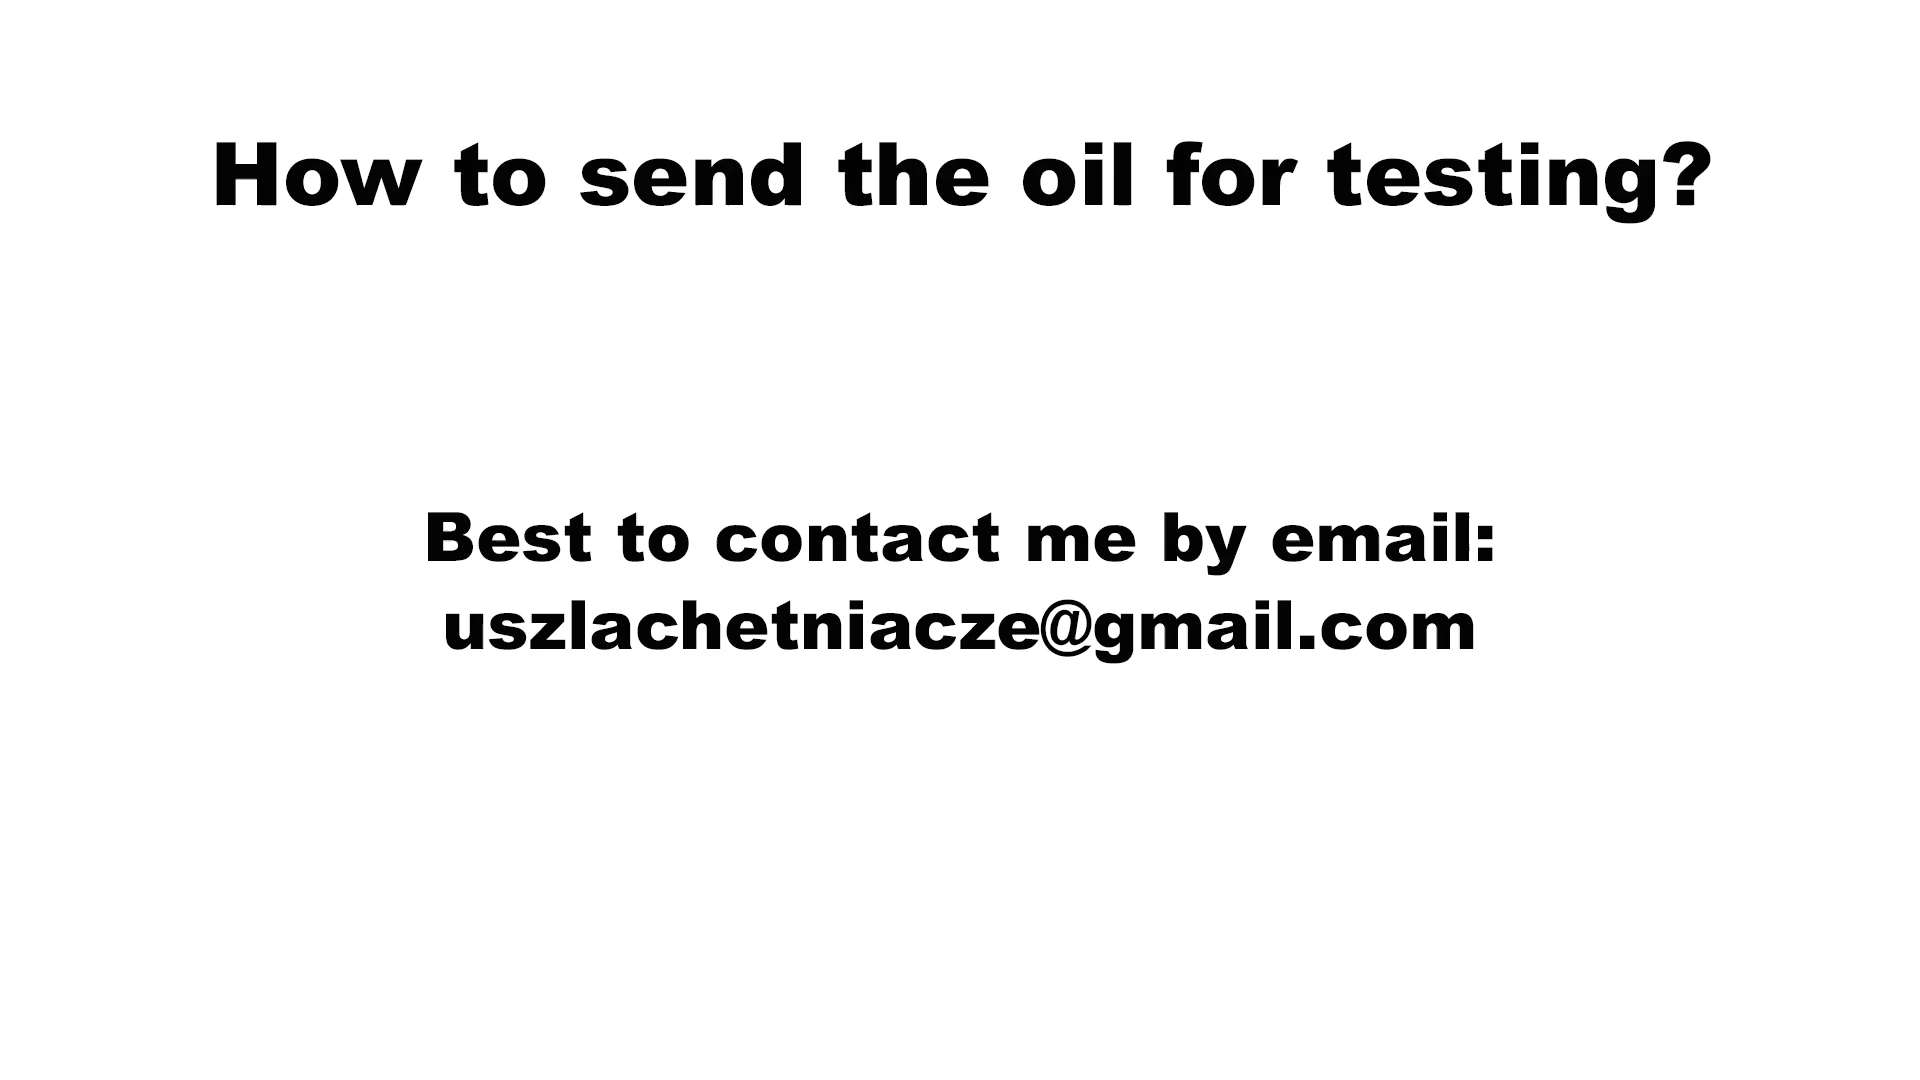 How to send the oil for testing?
Best to contact me by email:
uszlachetniacze@gmail.com